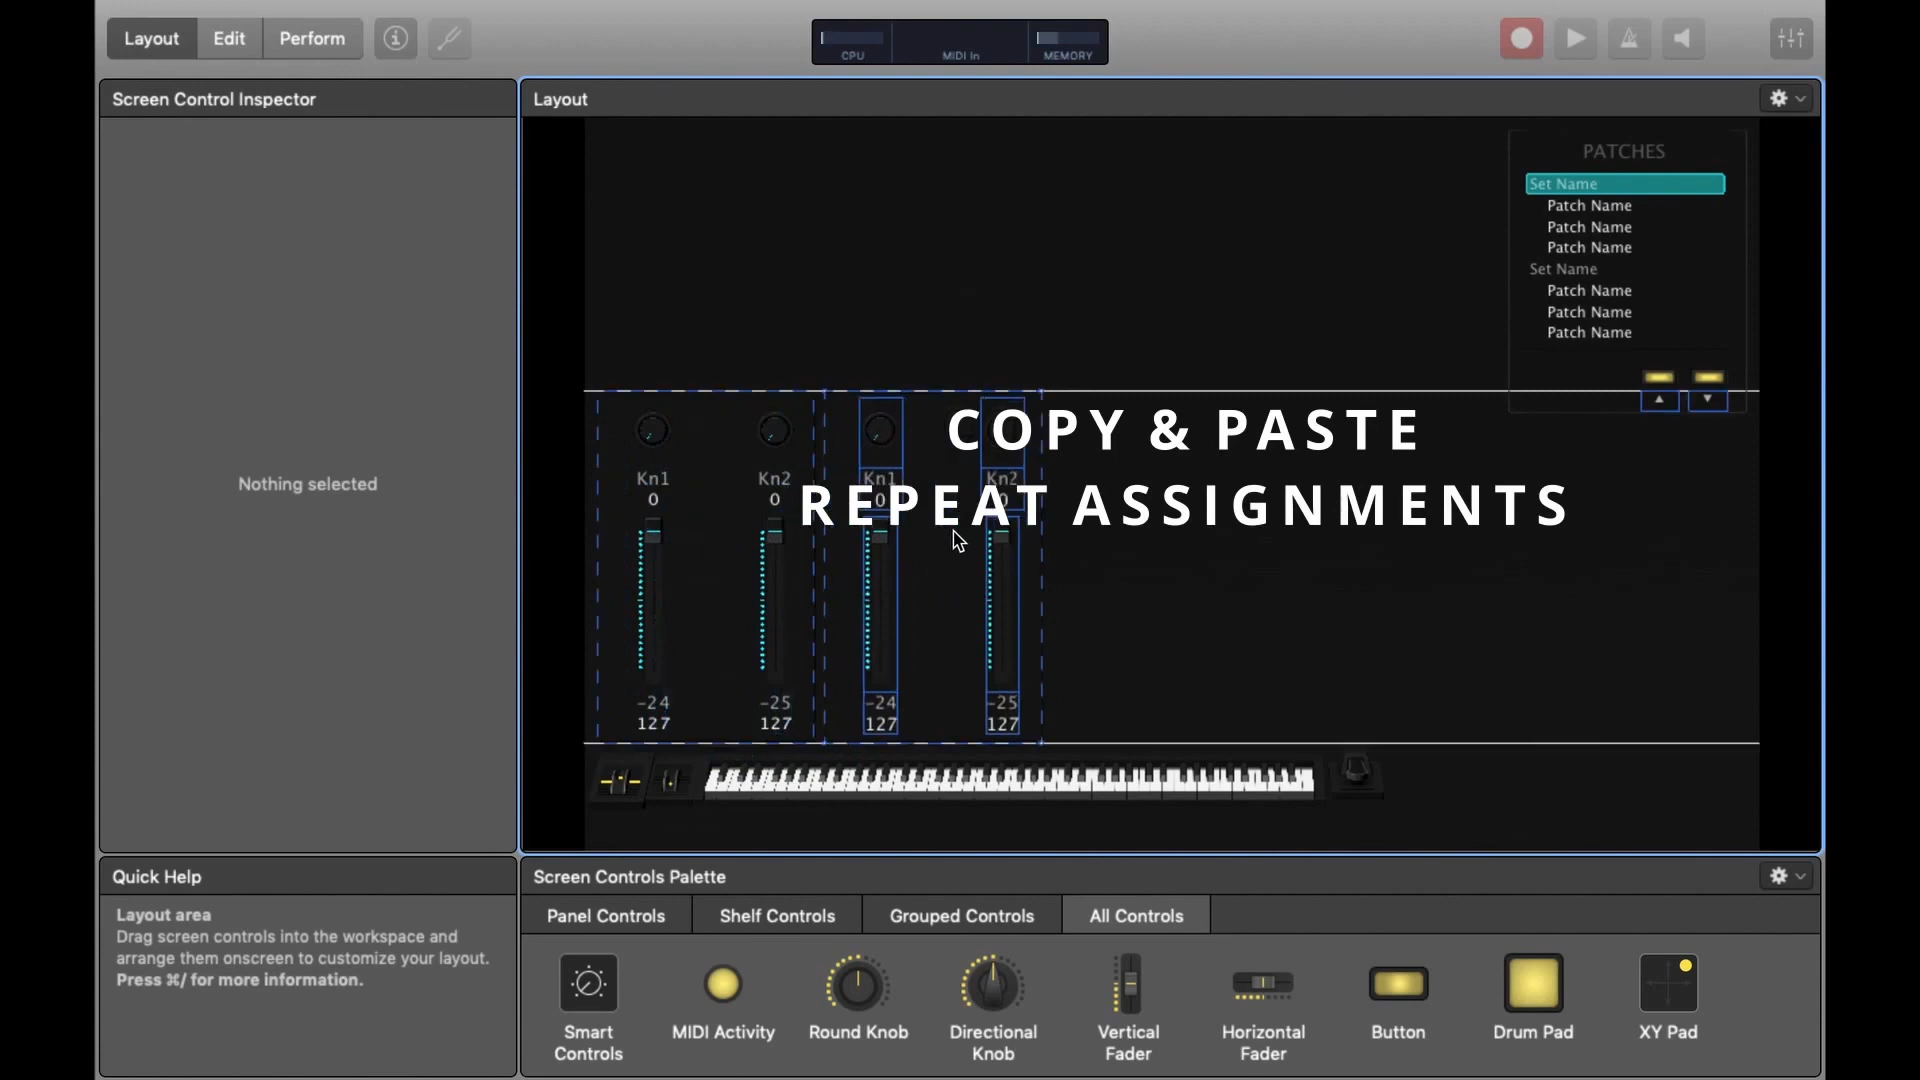 Layout Edit Perform
CPU MIDI In MEMORY
Screen Control Inspector
Nothing selected
Layout
PATCHES
Set Name
Patch Name
Patch Name
Patch Name
Set Name
Patch Name
Patch Name
Patch Name
COPY & PASTE
REPEAT ASSIGNMENTS
Kn1 Kn2 Kn1 Kn2
0 0 0 0
-24 -25 -24 -25
127 127 127 127
Quick Help
Layout area
Drag screen controls into the workspace and
arrange them onscreen to customize your layout.
Press ⌘/ for more information.
Screen Controls Palette
Panel Controls Shelf Controls Grouped Controls All Controls
Smart Controls
MIDI Activity
Round Knob
Directional Knob
Vertical Fader
Horizontal Fader
Button
Drum Pad
XY Pad